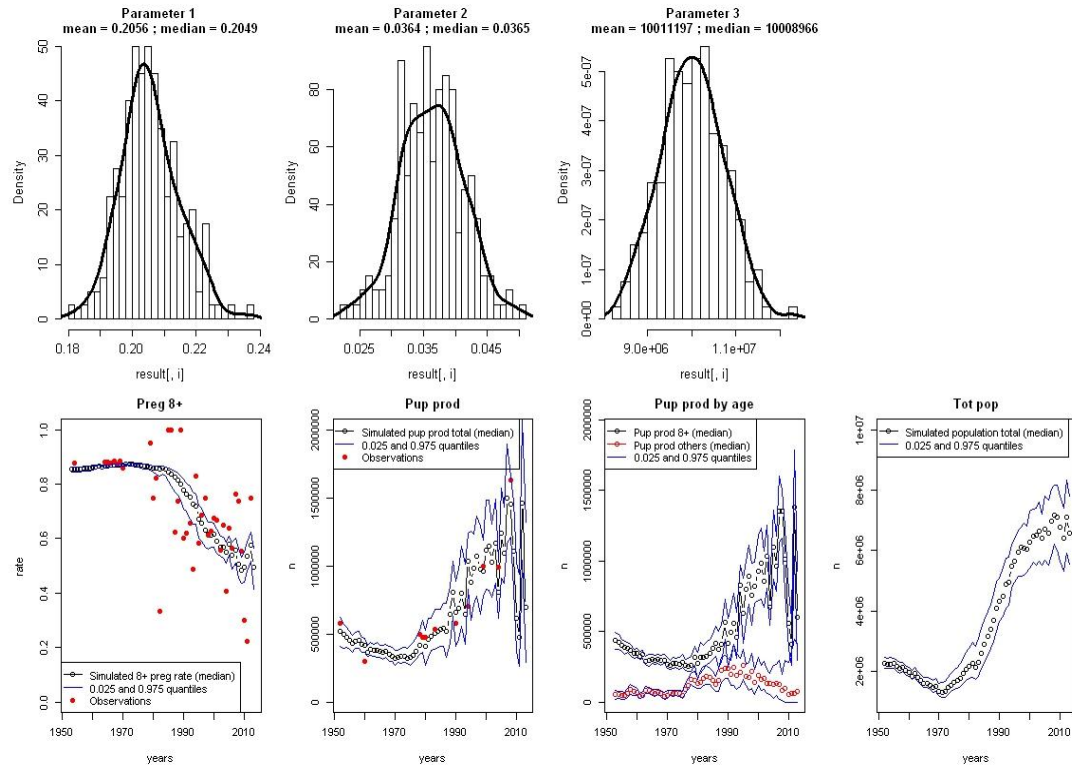 Parameter 1
mean = 0.2056 ; median = 0.2049
Density
0 10 20 30 40 50
0.18 0.20 0.22 0.24
result[, i]
Parameter 2
mean = 0.0364 ; median = 0.0365
Density
0 20 40 60 80
0.025 0.035 0.045
result[, i]
Parameter 3
mean = 10011197 ; median = 10008966
Density
0e+00 1e-07 2e-07 3e-07 4e-07 5e-07
9.0e+06 1.1e+07
result[, i]
Preg 8+
rate
0.0 0.2 0.4 0.6 0.8 1.0
Simulated 8+ preg rate (median)
0.025 and 0.975 quantiles
Observations
1950 1970 1990 2010
years
Pup prod
n
0 500000 1000000 1500000 2000000
Simulated pup prod total (median)
0.025 and 0.975 quantiles
Observations
1950 1970 1990 2010
years
Pup prod by age
n
0 500000 1000000 1500000 2000000
Pup prod 8+ (median)
Pup prod others (median)
0.025 and 0.975 quantiles
1950 1970 1990 2010
years
Tot pop
n
2e+06 4e+06 6e+06 8e+06 1e+07
Simulated population total (median)
0.025 and 0.975 quantiles
1950 1970 1990 2010
years